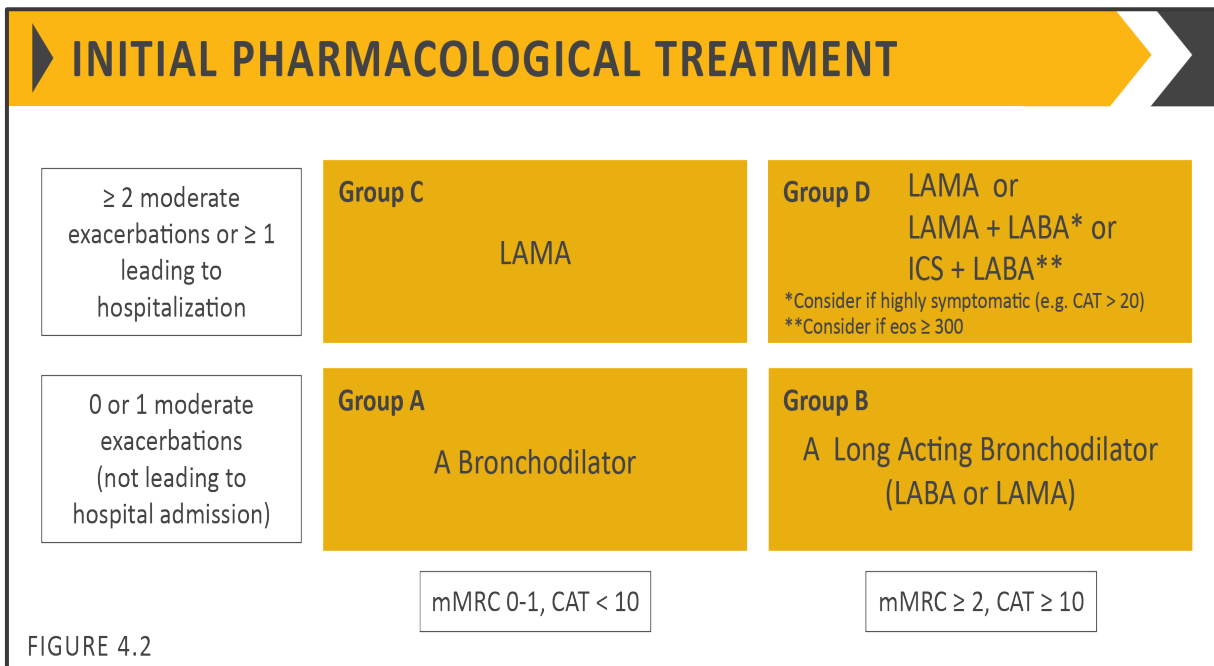 INITIAL PHARMACOLOGICAL TREATMENT
≥ 2 moderate
exacerbations or ≥ 1
leading to
hospitalization
Group C
LAMA
Group D
LAMA or
LAMA + LABA* or
ICS + LABA**
*Consider if highly symptomatic (e.g. CAT > 20)
**Consider if eos ≥ 300
0 or 1 moderate
exacerbations
(not leading to
hospital admission)
Group A
A Bronchodilator
Group B
A Long Acting Bronchodilator
(LABA or LAMA)
mMRC 0-1, CAT < 10
mMRC ≥ 2, CAT ≥ 10
FIGURE 4.2